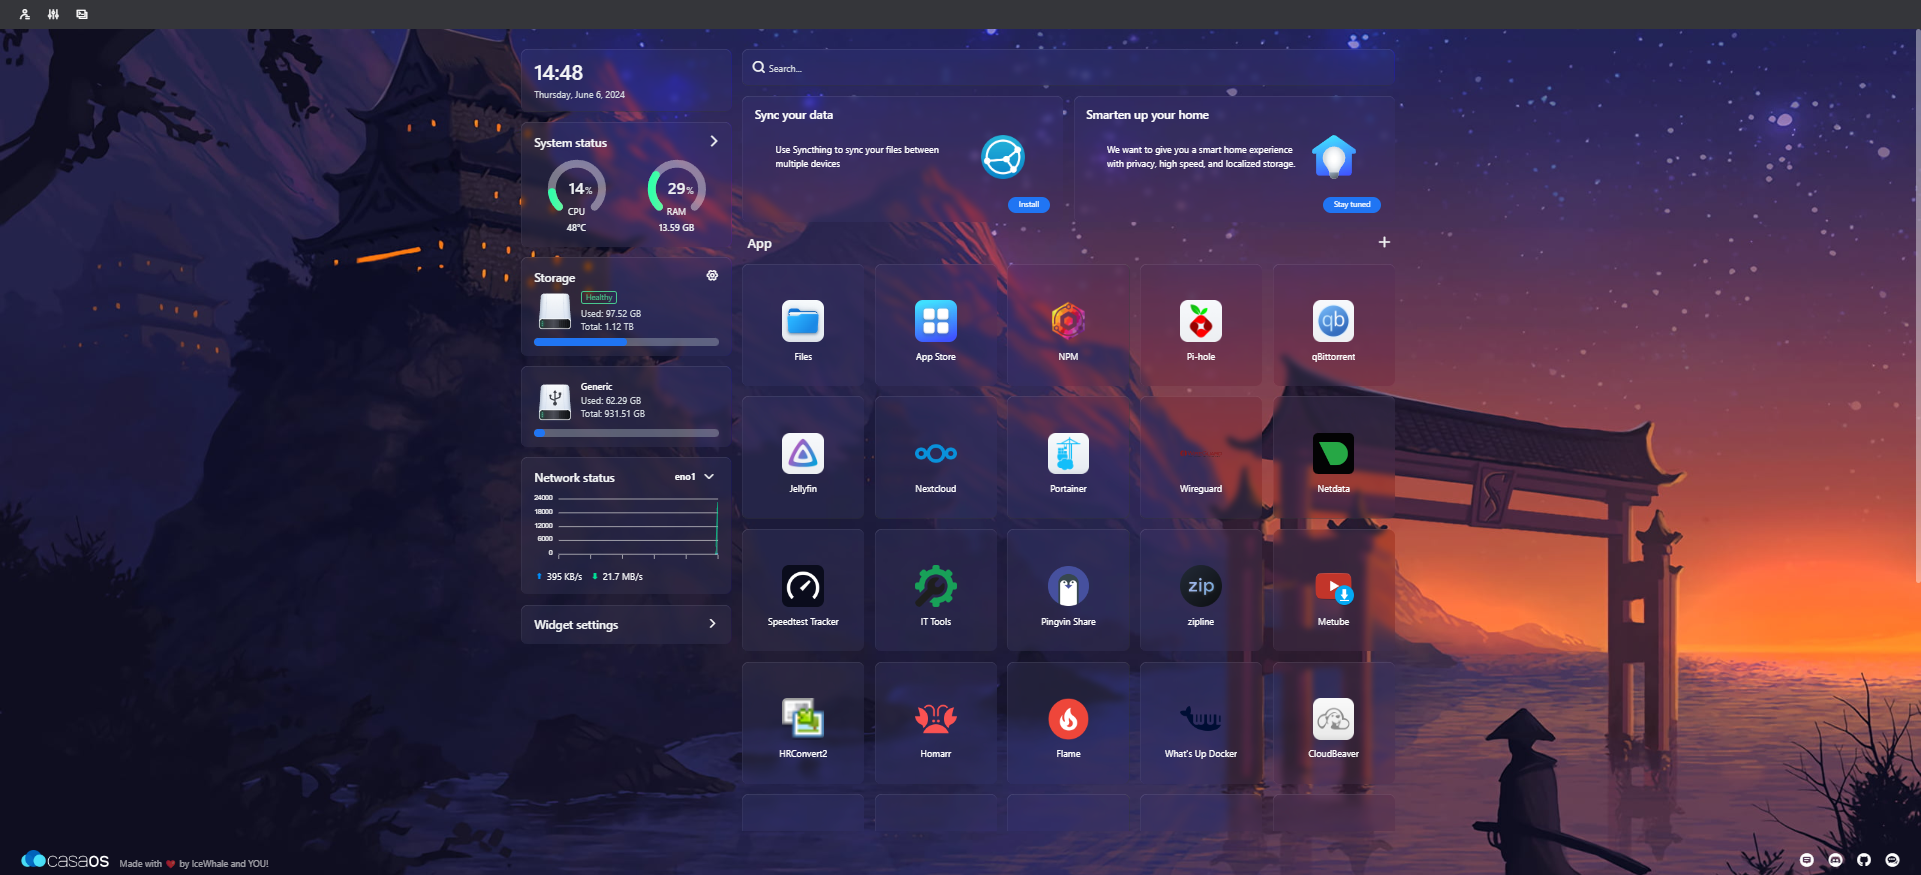 14:48
Thursday, June 6, 2024
System status
14%
CPU
48°C
29%
RAM
13.59 GB
Storage
Healthy
Used: 97.52 GB
Total: 1.12 TB
Generic
Used: 62.29 GB
Total: 931.51 GB
Network status
eno1
24000
18000
12000
6000
0
395 KB/s
21.7 MB/s
Widget settings
Search...
Sync your data
Use Syncthing to sync your files between
multiple devices
Install
Smarten up your home
We want to give you a smart home experience
with privacy, high speed, and localized storage.
Stay tuned
App
Files
App Store
NPM
Pi-hole
qb
qBittorrent
Jellyfin
Nextcloud
Portainer
Wireguard
Netdata
Speedtest Tracker
IT Tools
Pingvin Share
zip
zipline
Metube
HRConvert2
Homarr
Flame
What's Up Docker
CloudBeaver
casaOS
Made with ❤ by IceWhale and YOU!